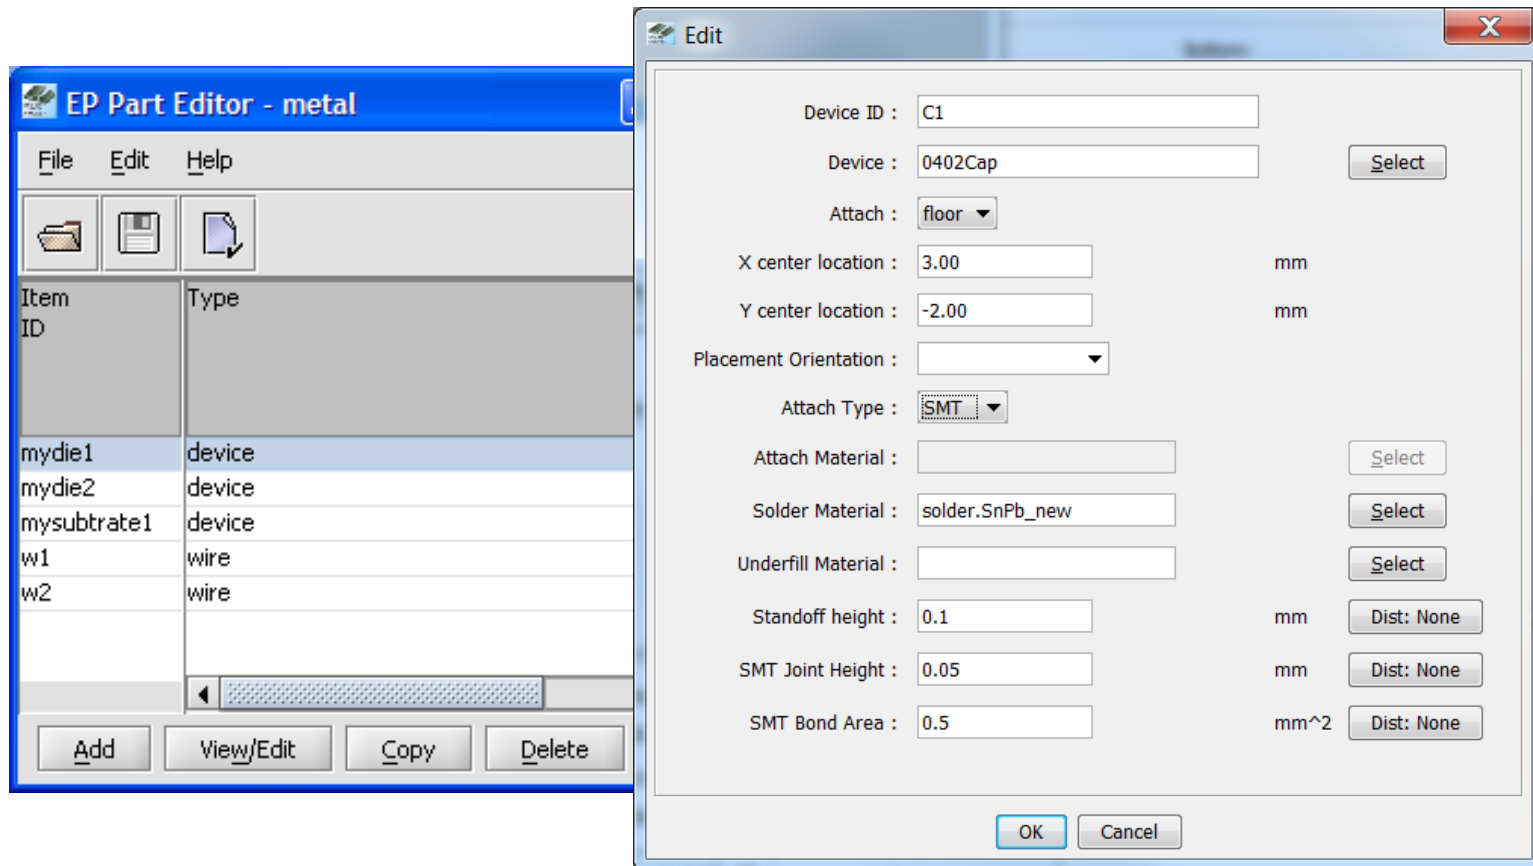 EP Part Editor - metal
File Edit Help
Item ID Type
mydie1 device
mydie2 device
mysubtrate1 device
w1 wire
w2 wire
Add View/Edit Copy Delete
Edit
Device ID : C1
Device : 0402Cap Select
Attach : floor
X center location : 3.00 mm
Y center location : -2.00 mm
Placement Orientation :
Attach Type : SMT
Attach Material : Select
Solder Material : solder.SnPb_new Select
Underfill Material : Select
Standoff height : 0.1 mm Dist: None
SMT Joint Height : 0.05 mm Dist: None
SMT Bond Area : 0.5 mm^2 Dist: None
OK Cancel